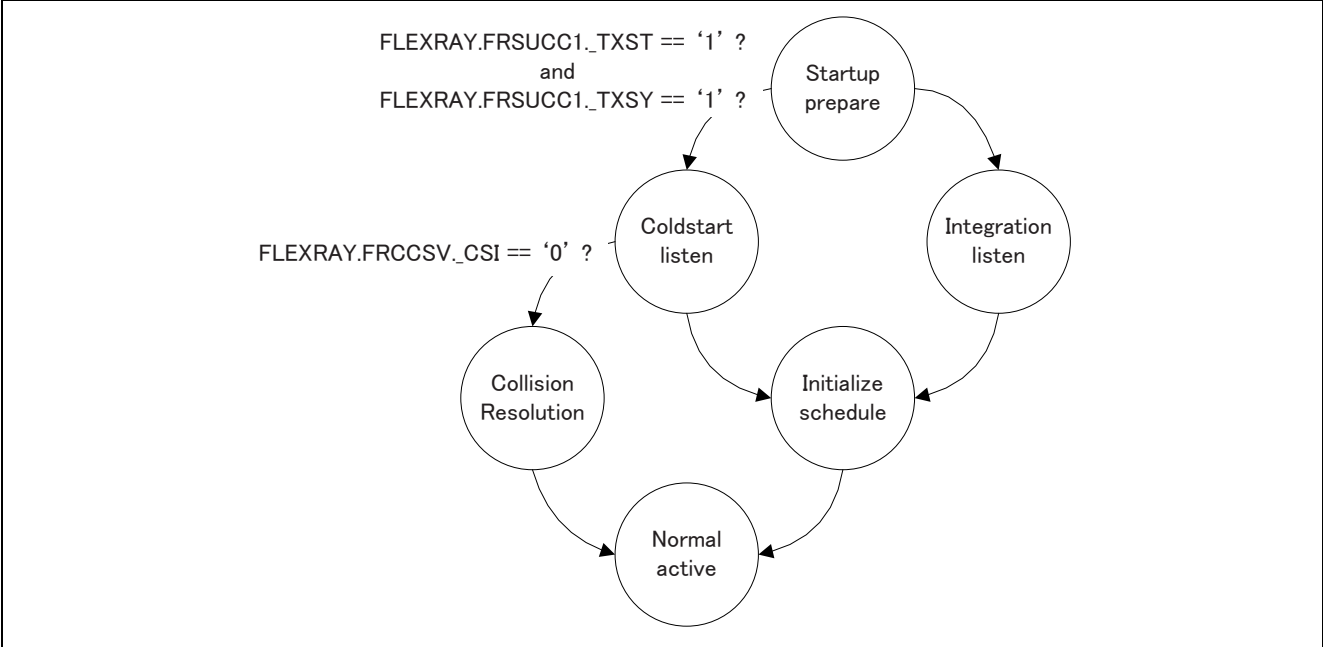 FLEXRAY.FRSUCC1._TXST == ‘1’ ?
and
FLEXRAY.FRSUCC1._TXSY == ‘1’ ?
Startup
prepare
Coldstart
listen
Integration
listen
FLEXRAY.FRCCSV._CSI == ‘0’ ?
Collision
Resolution
Initialize
schedule
Normal
active